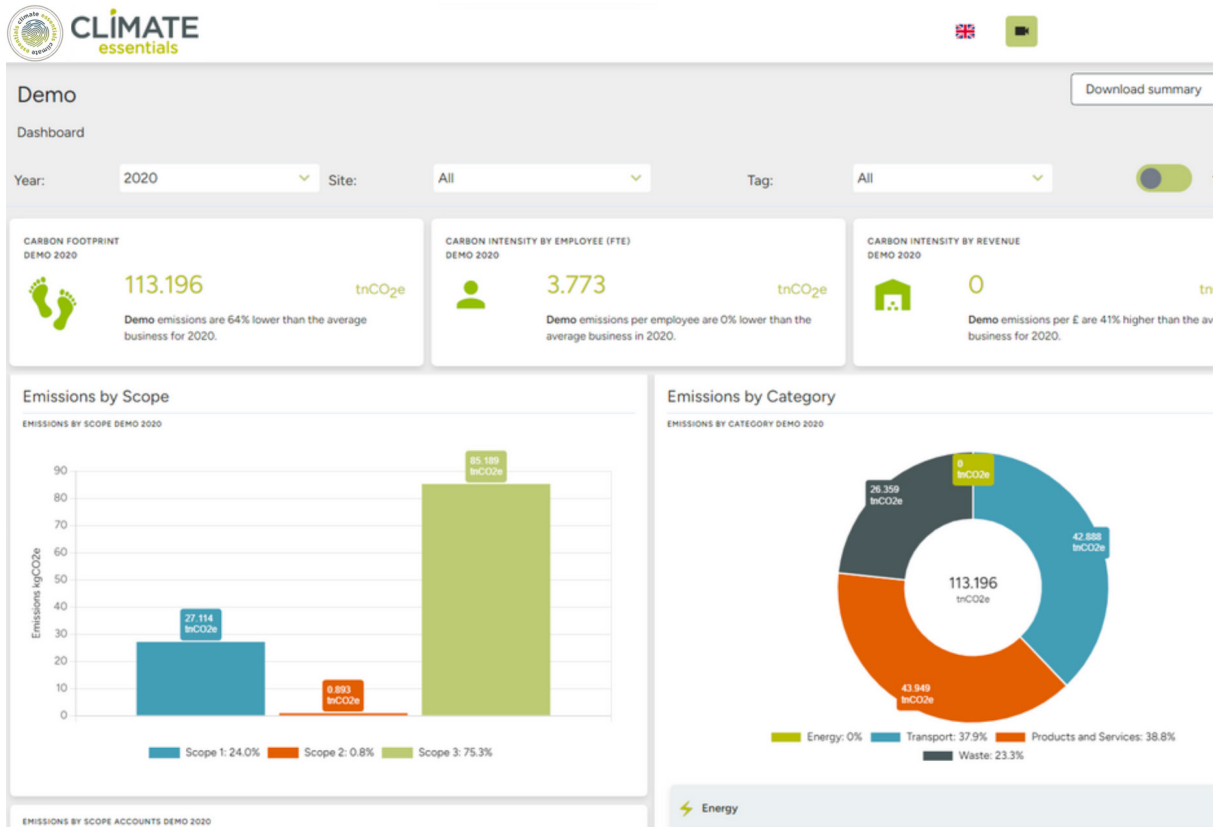 CLIMATE
essentials
Demo
Download summary
Dashboard
Year:
2020
Site:
All
Tag:
All
CARBON FOOTPRINT
DEMO 2020
113.196
tnCO2e
Demo emissions are 64% lower than the average
business for 2020.
CARBON INTENSITY BY EMPLOYEE (FTE)
DEMO 2020
3.773
tnCO2e
Demo emissions per employee are 0% lower than the
average business in 2020.
CARBON INTENSITY BY REVENUE
DEMO 2020
0
tn
Demo emissions per £ are 41% higher than the av
business for 2020.
Emissions by Scope
EMISSIONS BY SCOPE DEMO 2020
Emissions kgCO2e
90
80
70
60
50
40
30
20
10
0
27.114
tnCO2e
0.893
tnCO2e
85.189
tnCO2e
Scope 1: 24.0%
Scope 2: 0.8%
Scope 3: 75.3%
Emissions by Category
EMISSIONS BY CATEGORY DEMO 2020
0
tnCO2e
26.359
tnCO2e
42.888
tnCO2e
113.196
tnCO2e
43.949
tnCO2e
Energy: 0%
Transport: 37.9%
Products and Services: 38.8%
Waste: 23.3%
EMISSIONS BY SCOPE ACCOUNTS DEMO 2020
Energy